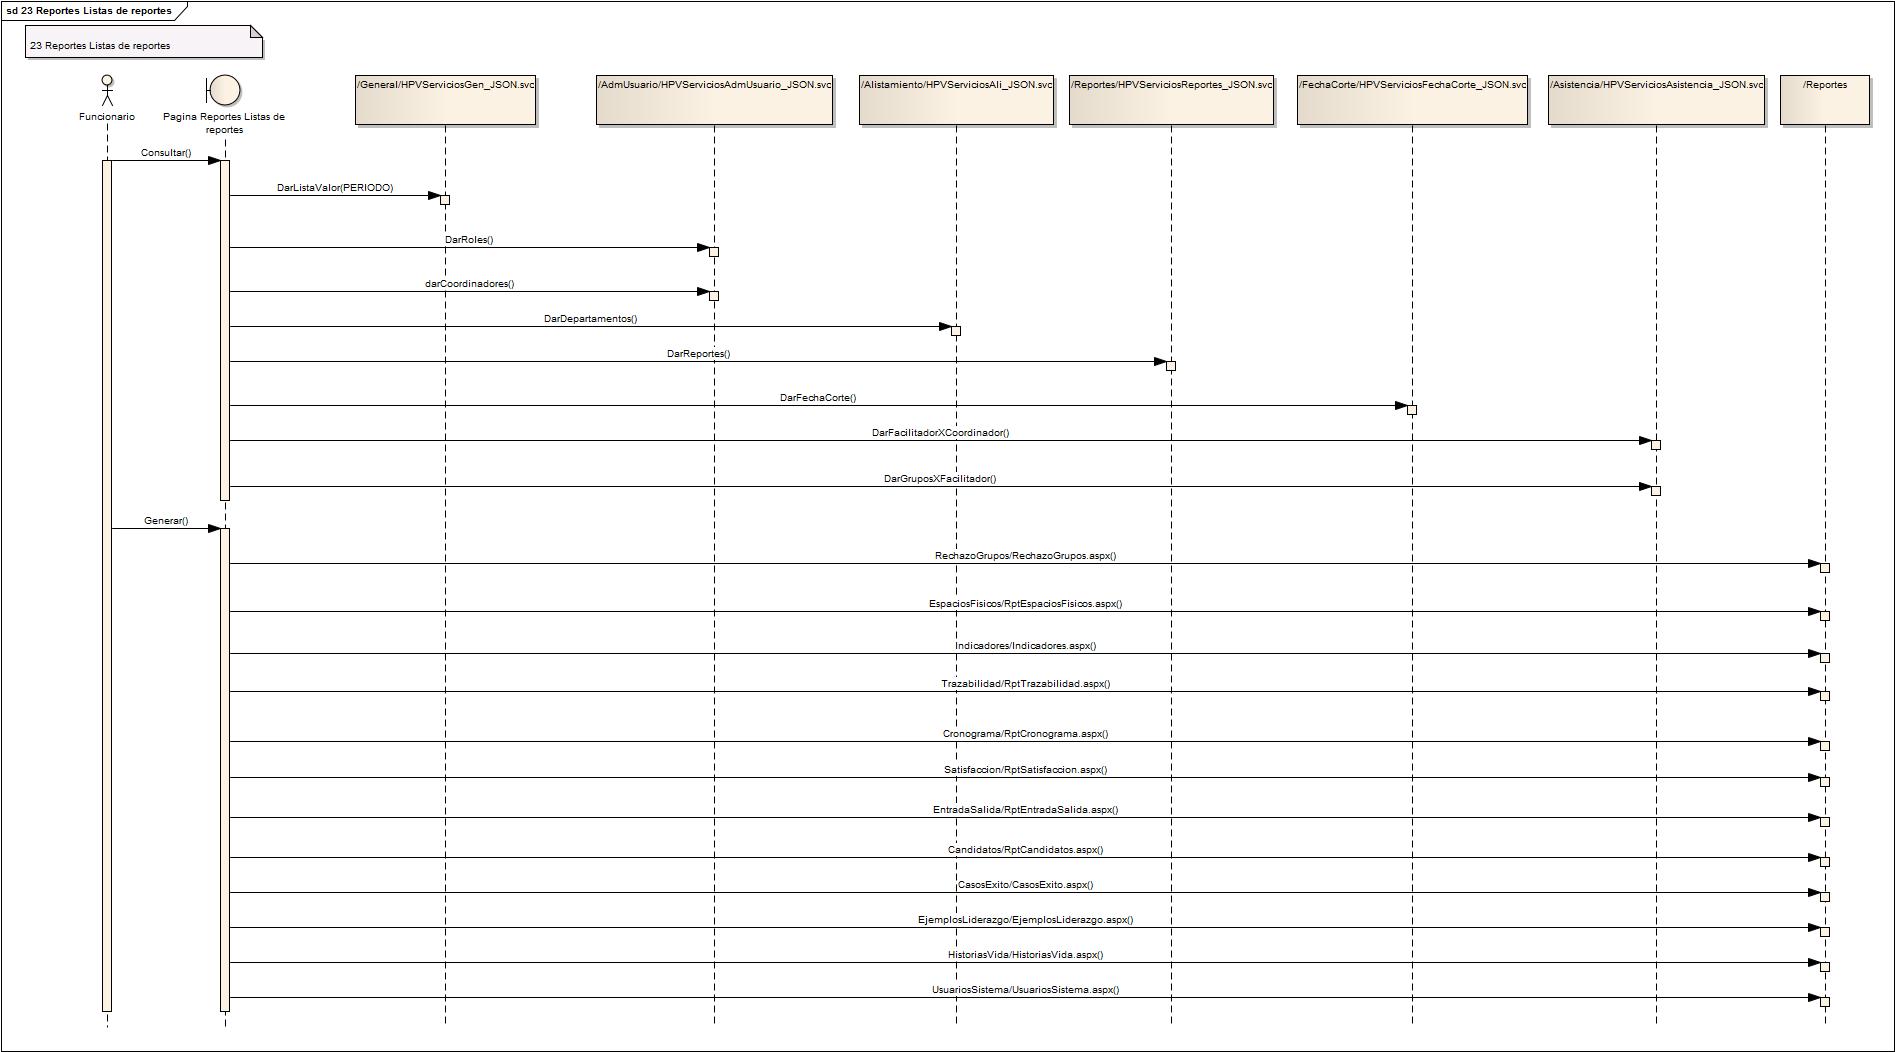 sd 23 Reportes Listas de reportes
23 Reportes Listas de reportes
Funcionario
Pagina Reportes Listas de
reportes
/General/HPVServiciosGen_JSON.svc
/AdmUsuario/HPVServiciosAdmUsuario_JSON.svc
/Alistamiento/HPVServiciosAli_JSON.svc
/Reportes/HPVServiciosReportes_JSON.svc
/FechaCorte/HPVServiciosFechaCorte_JSON.svc
/Asistencia/HPVServiciosAsistencia_JSON.svc
/Reportes
Consultar()
DarListaValor(PERIODO)
DarRoles()
darCoordinadores()
DarDepartamentos()
DarReportes()
DarFechaCorte()
DarFacilitadorXCoordinador()
DarGruposXFacilitador()
Generar()
RechazoGrupos/RechazoGrupos.aspx()
EspaciosFisicos/RptEspaciosFisicos.aspx()
Indicadores/Indicadores.aspx()
Trazabilidad/RptTrazabilidad.aspx()
Cronograma/RptCronograma.aspx()
Satisfaccion/RptSatisfaccion.aspx()
EntradaSalida/RptEntradaSalida.aspx()
Candidatos/RptCandidatos.aspx()
CasosExito/CasosExito.aspx()
EjemplosLiderazgo/EjemplosLiderazgo.aspx()
HistoriasVida/HistoriasVida.aspx()
UsuariosSistema/UsuariosSistema.aspx()